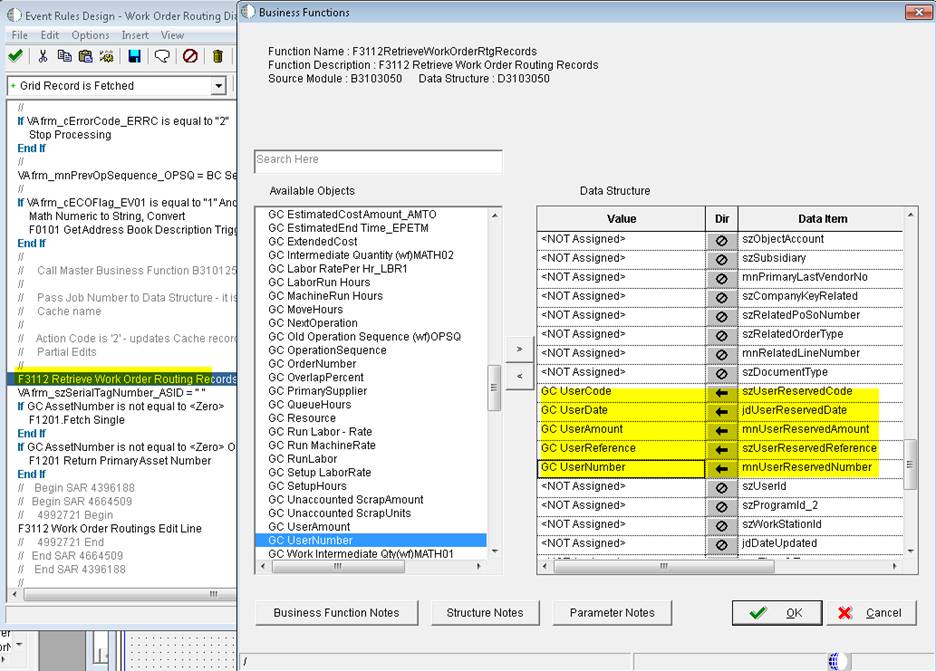 Event Rules Design - Work Order Routing Di
File Edit Options Insert View
Grid Record is Fetched
//
If VAfrm_cErrorCode_ERRC is equal to "2"
Stop Processing
End If
//
VAfrm_mnPrevOpSequence_OPSQ = BC Se
//
If VAfrm_cECOFlag_EV01 is equal to "1" And
Math Numeric to String, Convert
F0101 GetAddress Book Description Trigg
End If
//
// Call Master Business Function B310125
//
// Pass Job Number to Data Structure - it is
// Cache name
//
// Action Code is '2' - updates Cache record
// Partial Edits
//
F3112 Retrieve Work Order Routing Records
VAfrm_szSerialTagNumber_ASID = " "
If GC AssetNumber is not equal to <Zero>
F1201.Fetch Single
End If
If GC AssetNumber is not equal to <Zero> O
F1201 Return PrimaryAsset Number
End If
// Begin SAR 4396188
// Begin SAR 4664509
// 4992721 Begin
F3112 Work Order Routings Edit Line
// 4992721 End
// End SAR 4664509
// End SAR 4396188
//
Business Functions
Function Name : F3112RetrieveWorkOrderRtgRecords
Function Description : F3112 Retrieve Work Order Routing Records
Source Module : B3103050 Data Structure : D3103050
Search Here
Available Objects
GC EstimatedCostAmount_AMTO
GC EstimatedEnd Time_EPETM
GC ExtendedCost
GC Intermediate Quantity (wf)MATH02
GC Labor RatePer Hr_LBR1
GC LaborRun Hours
GC MachineRun Hours
GC MoveHours
GC NextOperation
GC Old Operation Sequence (wf)OPSQ
GC OperationSequence
GC OrderNumber
GC OverlapPercent
GC PrimarySupplier
GC QueueHours
GC Resource
GC Run Labor - Rate
GC Run MachineRate
GC RunLabor
GC Setup LaborRate
GC SetupHours
GC Unaccounted ScrapAmount
GC Unaccounted ScrapUnits
GC UserAmount
GC UserNumber
GC Work Intermediate Qty(wf)MATH01
>
<
Data Structure
Value Dir Data Item
<NOT Assigned> szObjectAccount
<NOT Assigned> szSubsidiary
<NOT Assigned> mnPrimaryLastVendorNo
<NOT Assigned> szCompanyKeyRelated
<NOT Assigned> szRelatedPoSoNumber
<NOT Assigned> szRelatedOrderType
<NOT Assigned> mnRelatedLineNumber
<NOT Assigned> szDocumentType
GC UserCode szUserReservedCode
GC UserDate jdUserReservedDate
GC UserAmount mnUserReservedAmount
GC UserReference szUserReservedReference
GC UserNumber mnUserReservedNumber
<NOT Assigned> szUserId
<NOT Assigned> szProgramId_2
<NOT Assigned> szWorkStationId
<NOT Assigned> jdDateUpdated
Business Function Notes Structure Notes Parameter Notes OK Cancel
/